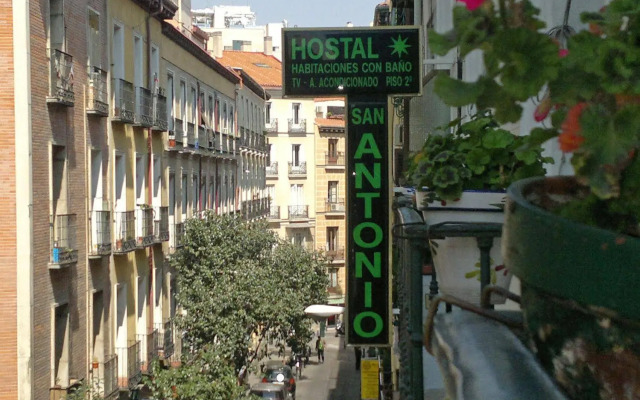 HOSTAL
HABITACIONES CON BAÑO
TV - A. ACONDICIONADO PISO 2º
SAN
ANTONIO